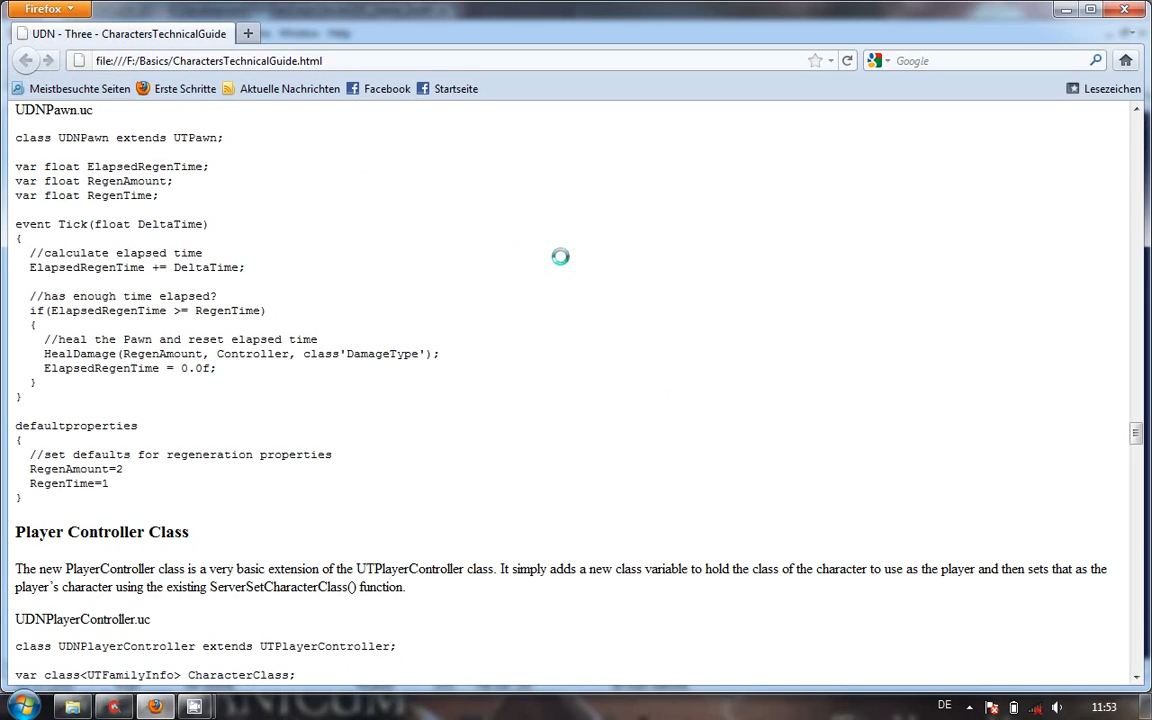 Firefox
UDN - Three - CharactersTechnicalGuide
file:///F:/Basics/CharactersTechnicalGuide.html
Google
Meistbesuchte Seiten
Erste Schritte
Aktuelle Nachrichten
Facebook
Startseite
Lesezeichen
UDNPawn.uc
class UDNPawn extends UTPawn;
var float ElapsedRegenTime;
var float RegenAmount;
var float RegenTime;
event Tick(float DeltaTime)
{
//calculate elapsed time
ElapsedRegenTime += DeltaTime;
//has enough time elapsed?
if(ElapsedRegenTime >= RegenTime)
{
//heal the Pawn and reset elapsed time
HealDamage(RegenAmount, Controller, class'DamageType');
ElapsedRegenTime = 0.0f;
}
}
defaultproperties
{
//set defaults for regeneration properties
RegenAmount=2
RegenTime=1
}
Player Controller Class
The new PlayerController class is a very basic extension of the UTPlayerController class. It simply adds a new class variable to hold the class of the character to use as the player and then sets that as the
player’s character using the existing ServerSetCharacterClass() function.
UDNPlayerController.uc
class UDNPlayerController extends UTPlayerController;
var class<UTFamilyInfo> CharacterClass;
DE
11:53